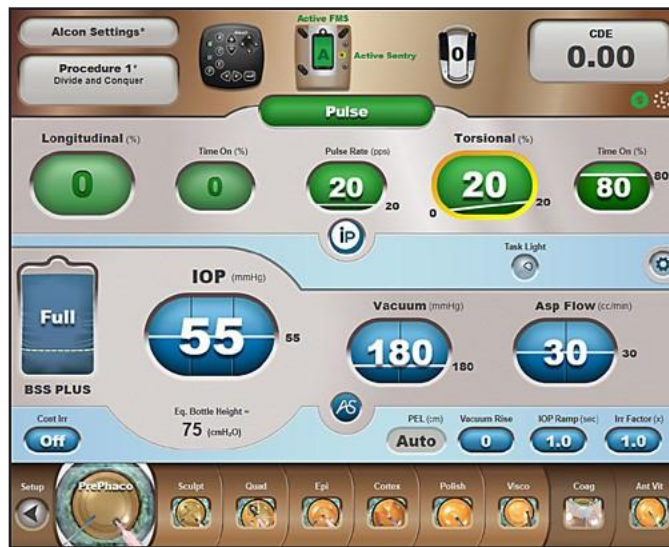 Alcon Settings*
Procedure 1*
Divide and Conquer
Active FMS
A
Active Sentry
0
CDE
0.00
Pulse
Longitudinal (%)
0
Time On (%)
0
Pulse Rate (pps)
20
20
Torsional (%)
20
0
20
Time On (%)
80
80
iP
Task Light
Full
BSS PLUS
IOP (mmHg)
55
55
Eq. Bottle Height =
75 (cmH₂O)
Vacuum (mmHg)
180
180
Asp Flow (cc/min)
30
30
AS
Cont Irr
Off
PEL (cm)
Auto
Vacuum Rise
0
IOP Ramp (sec)
1.0
Irr Factor (x)
1.0
Setup
PrePhaco
Sculpt
Quad
Epi
Cortex
Polish
Visco
Coag
Ant Vit